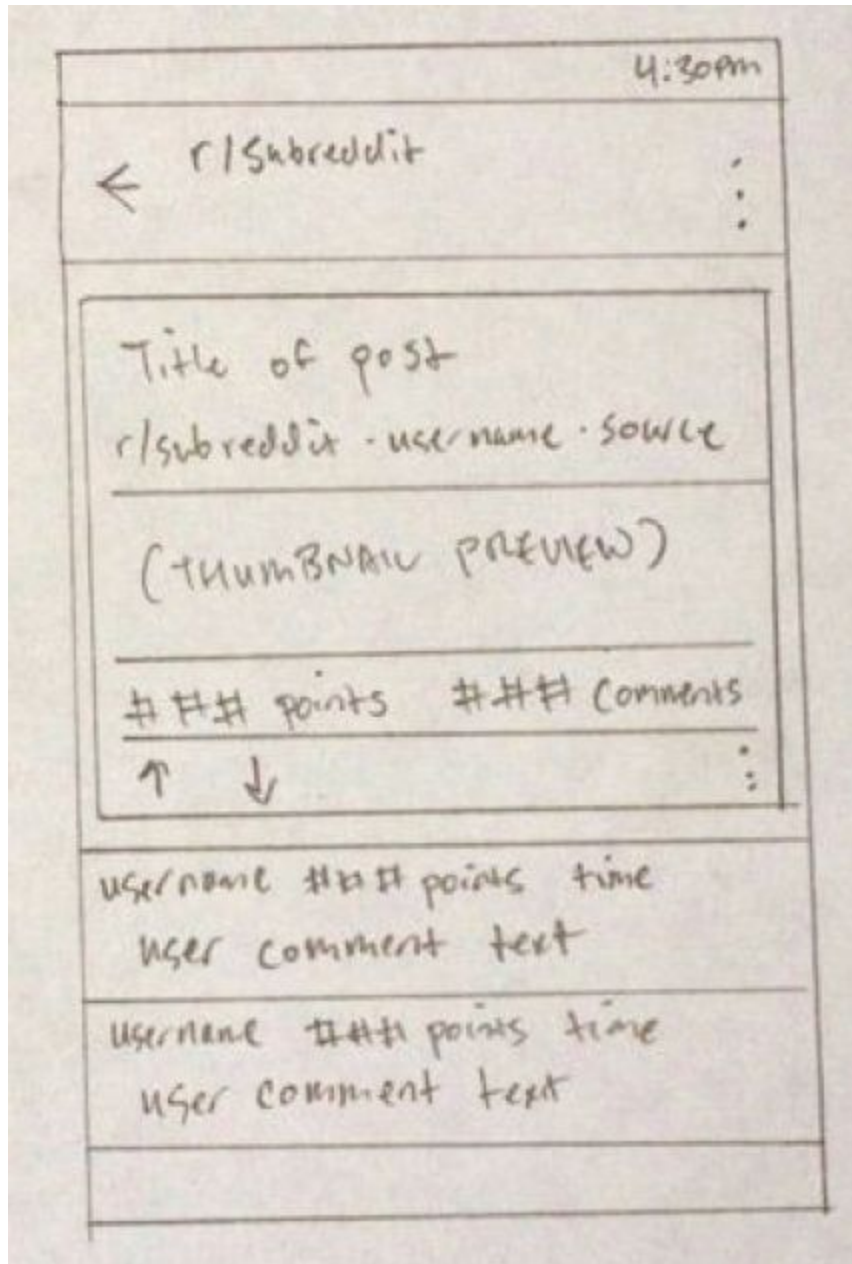 4:30pm
← r/subreddit
Title of post
r/subreddit · username · source
(THUMBNAIL PREVIEW)
### points ### comments
↑ ↓
username ### points time
user comment text
username ### points time
user comment text